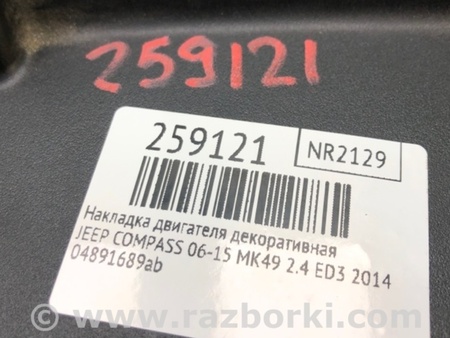 259121
259121
NR2129
Накладка двигателя декоративная
JEEP COMPASS 06-15 MK49 2.4 ED3 2014
04891689ab
© www.razborki.com